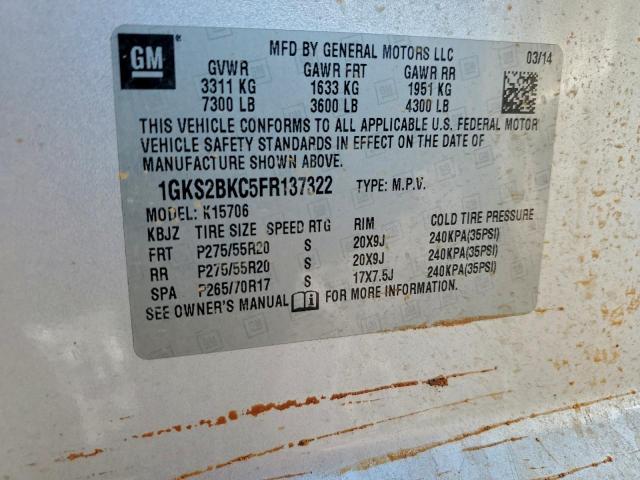 GM
MFD BY GENERAL MOTORS LLC 03/14
GVWR GAWR FRT GAWR RR
3311 KG 1633 KG 1951 KG
7300 LB 3600 LB 4300 LB
THIS VEHICLE CONFORMS TO ALL APPLICABLE U.S. FEDERAL MOTOR
VEHICLE SAFETY STANDARDS IN EFFECT ON THE DATE OF
MANUFACTURE SHOWN ABOVE.
1GKS2BKC5FR137322 TYPE: M.P.V.
MODEL: K15706
KBJZ TIRE SIZE SPEED RTG RIM COLD TIRE PRESSURE
FRT P275/55R20 S 20X9J 240KPA(35PSI)
RR P275/55R20 S 20X9J 240KPA(35PSI)
SPA P265/70R17 S 17X7.5J 240KPA(35PSI)
SEE OWNER'S MANUAL FOR MORE INFORMATION.